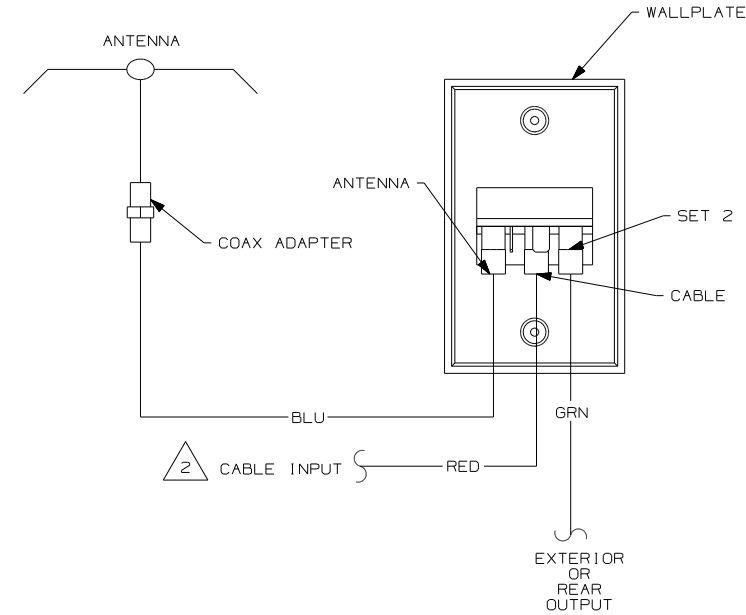 WALLPLATE
ANTENNA
ANTENNA
SET 2
COAX ADAPTER
CABLE
BLU
GRN
2 CABLE INPUT
RED
EXTERIOR
OR
REAR
OUTPUT